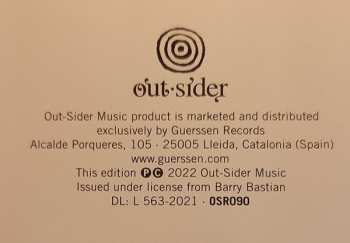 out·sider
Out-Sider Music product is marketed and distributed
exclusively by Guerssen Records
Alcalde Porqueres, 105 - 25005 Lleida, Catalonia (Spain)
www.guerssen.com
This edition ℗© 2022 Out-Sider Music
Issued under license from Barry Bastian
DL: L 563-2021 · OSR090